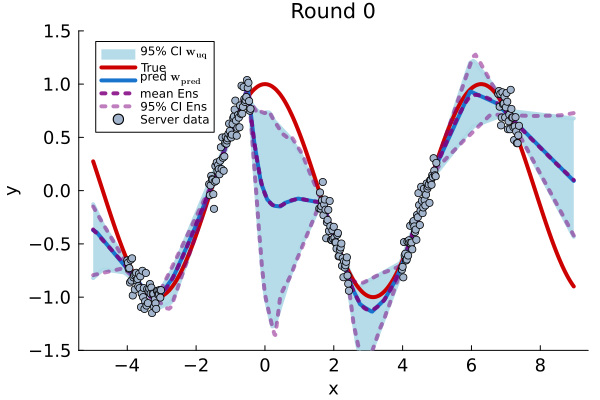 Round 0
1.5
1.0
0.5
0.0
−0.5
−1.0
−1.5
y
95% CI w_uq
True
pred w_pred
mean Ens
95% CI Ens
Server data
−4 −2 0 2 4 6 8
x